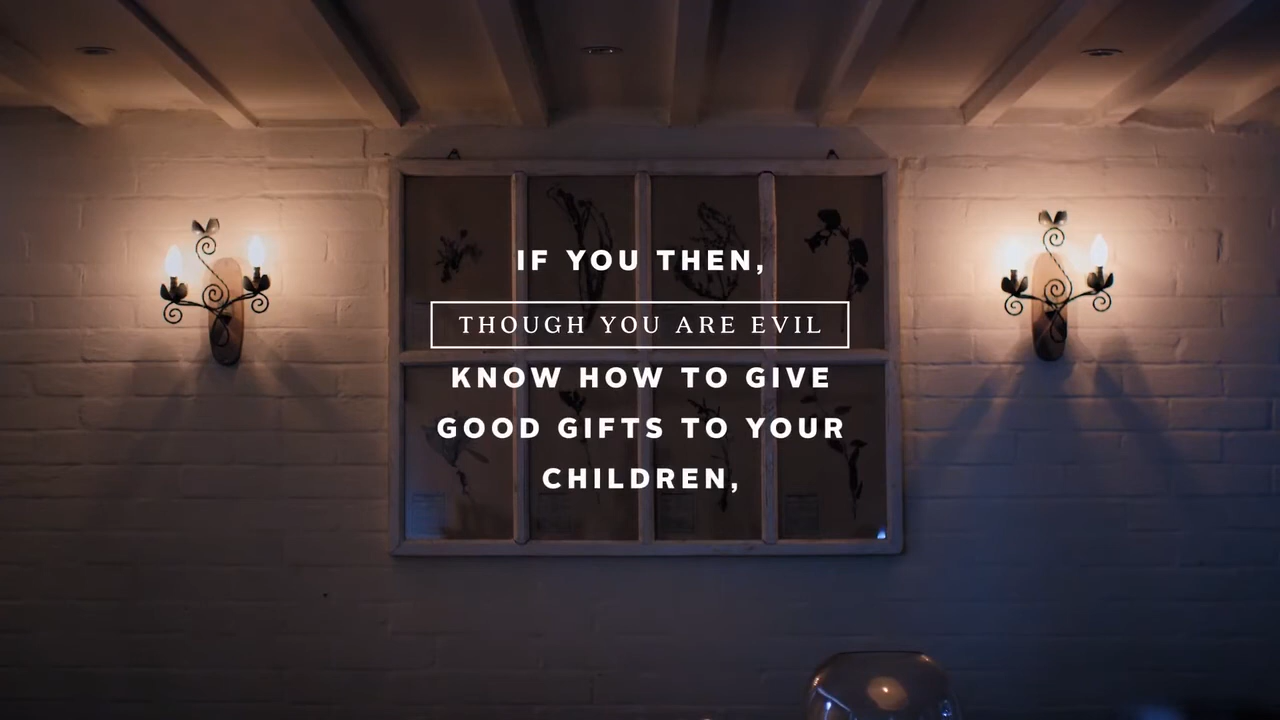 IF YOU THEN,
THOUGH YOU ARE EVIL
KNOW HOW TO GIVE
GOOD GIFTS TO YOUR
CHILDREN,